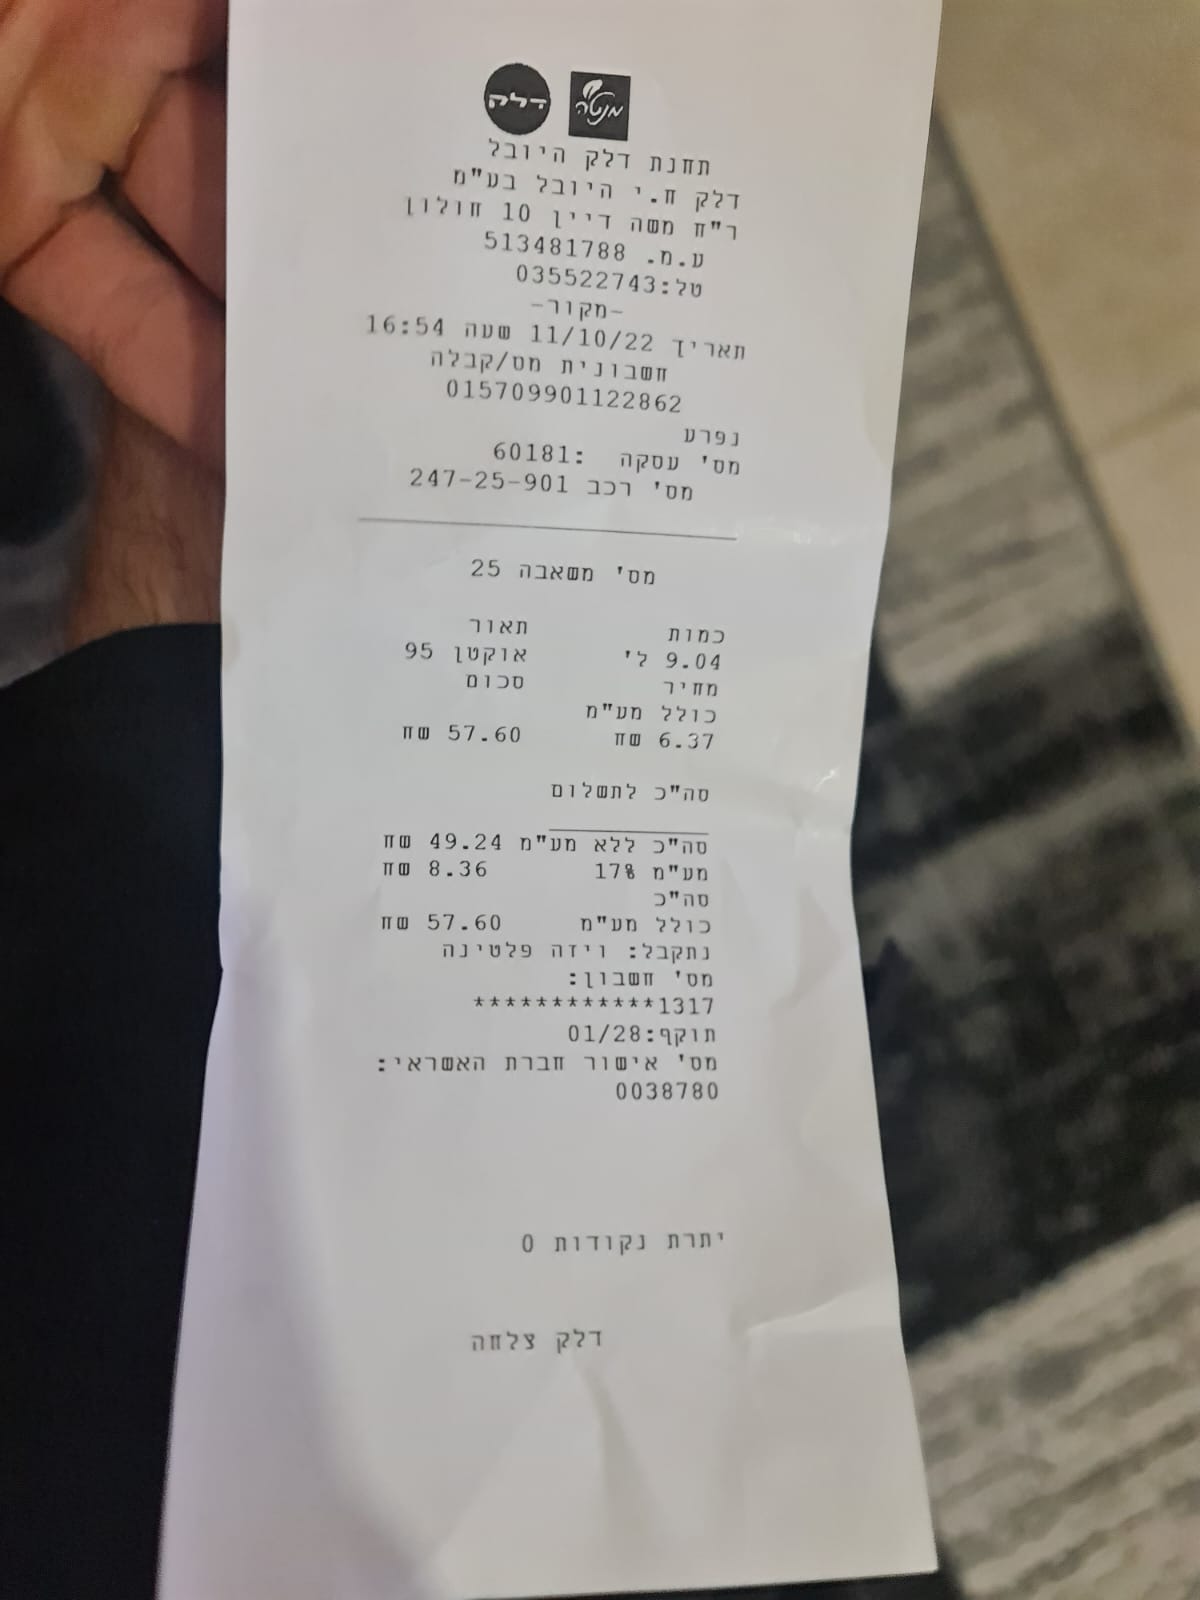 דלק מנטה
תחנת דלק היובל
דלק ח.י היובל בע"מ
ר"ח משה דיין 10 חולון
ע.מ. 513481788
טל:035522743
-מקור-
תאריך 11/10/22 שעה 16:54
חשבונית מס/קבלה
015709901122862
נפרע
מס' עסקה :60181
מס' רכב 247-25-901
מס' משאבה 25
כמות תאור
9.04 ל' אוקטן 95
מחיר סכום
כולל מע"מ
6.37 שח 57.60 שח
סה"כ לתשלום
סה"כ ללא מע"מ 49.24 שח
מע"מ 17% 8.36 שח
סה"כ
כולל מע"מ 57.60 שח
נתקבל: ויזה פלטינה
מס' חשבון:
************1317
תוקף:01/28
מס' אישור חברת האשראי:
0038780
יתרת נקודות 0
דלק צלחה